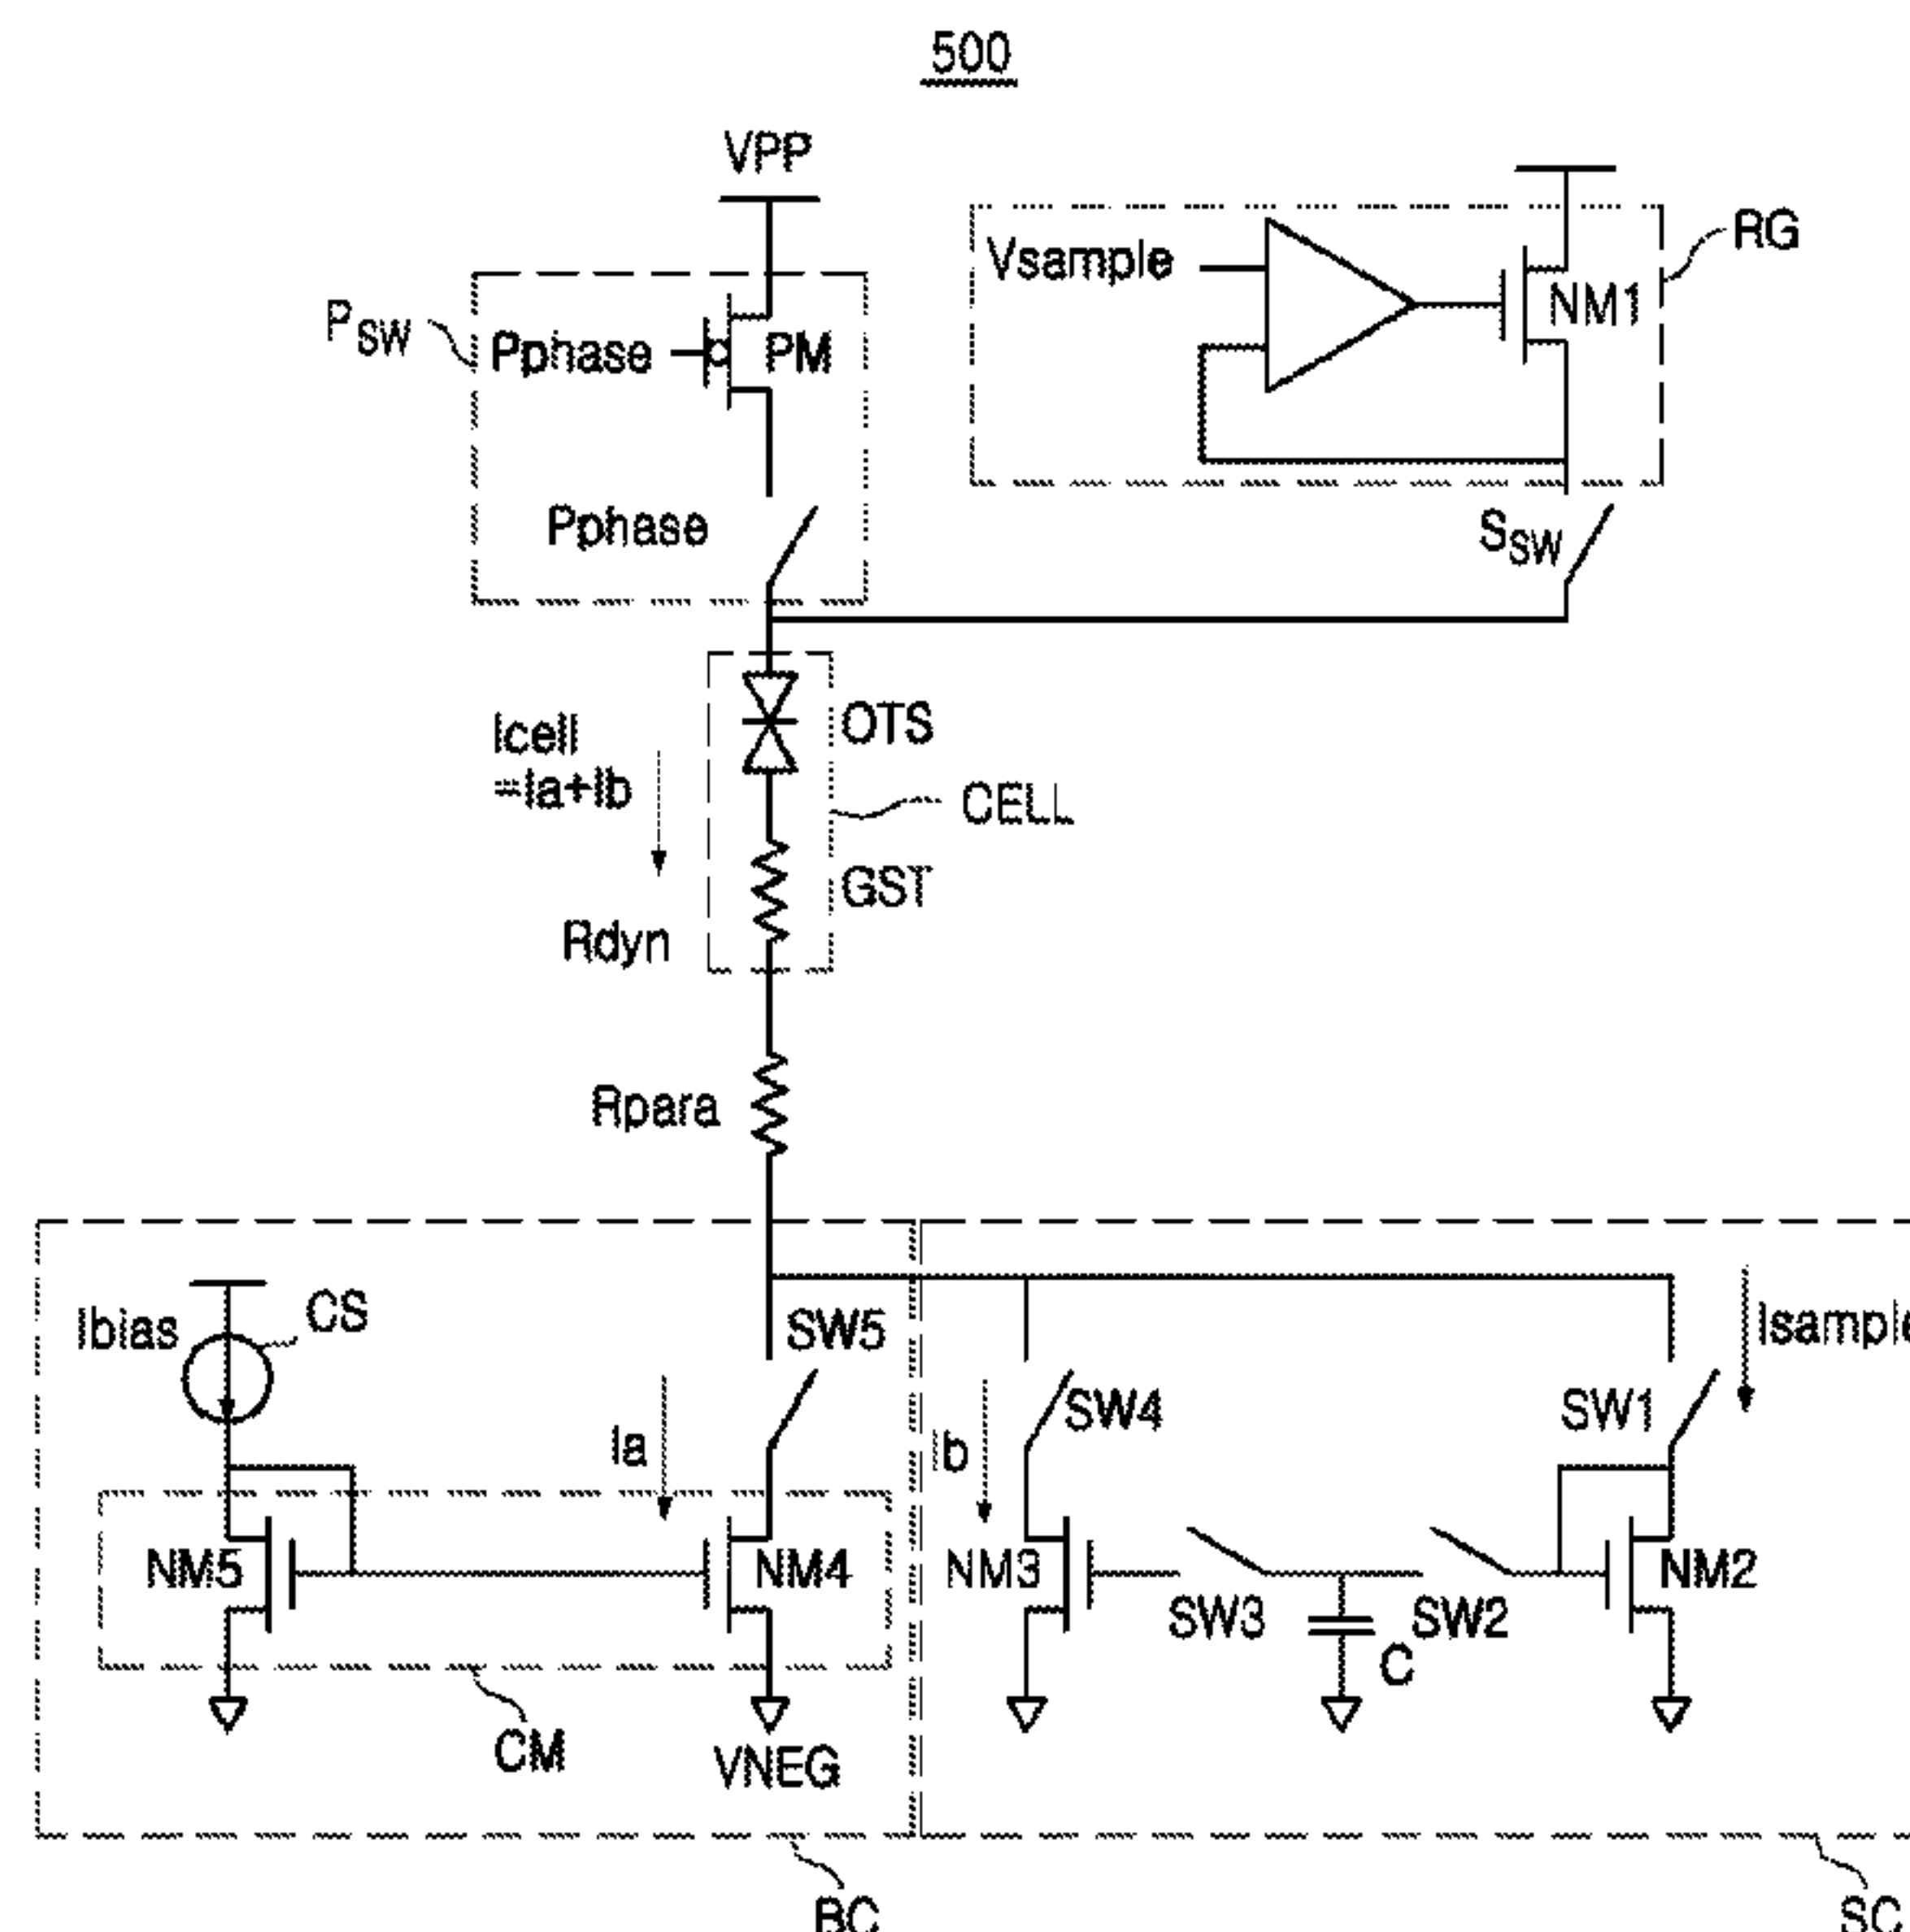 500
VPP
Vsample
RG
NM1
PSW
Pphase
PM
Pphase
SSW
OTS
Icell
=Ia+Ib
CELL
GST
Rdyn
Rpara
Ibias
CS
SW5
Isample
SW4
SW1
Ia
Ib
NM5
NM4
NM3
NM2
SW3
SW2
C
CM
VNEG
BC
SC